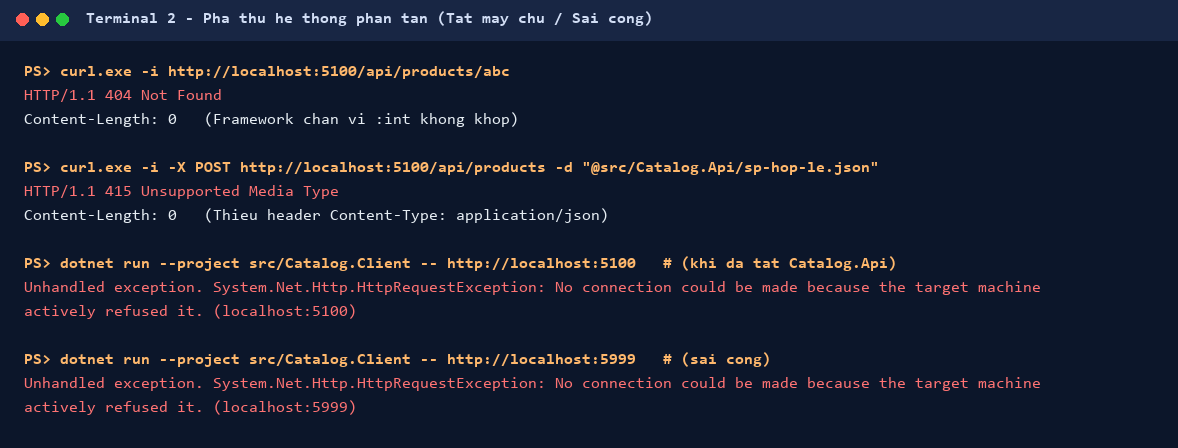 Terminal 2 - Pha thu he thong phan tan (Tat may chu / Sai cong)
PS> curl.exe -i http://localhost:5100/api/products/abc
HTTP/1.1 404 Not Found
Content-Length: 0   (Framework chan vi :int khong khop)
PS> curl.exe -i -X POST http://localhost:5100/api/products -d "@src/Catalog.Api/sp-hop-le.json"
HTTP/1.1 415 Unsupported Media Type
Content-Length: 0   (Thieu header Content-Type: application/json)
PS> dotnet run --project src/Catalog.Client -- http://localhost:5100   # (khi da tat Catalog.Api)
Unhandled exception. System.Net.Http.HttpRequestException: No connection could be made because the target machine
actively refused it. (localhost:5100)
PS> dotnet run --project src/Catalog.Client -- http://localhost:5999   # (sai cong)
Unhandled exception. System.Net.Http.HttpRequestException: No connection could be made because the target machine
actively refused it. (localhost:5999)